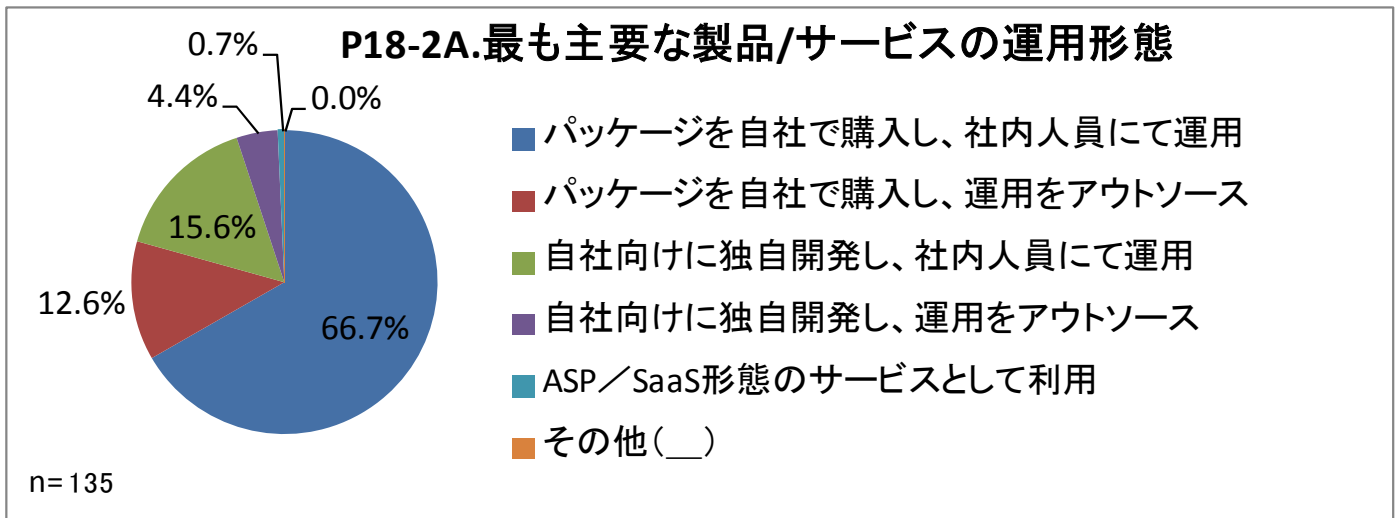 P18-2A.最も主要な製品/サービスの運用形態
0.7%
4.4%
0.0%
15.6%
12.6%
66.7%
パッケージを自社で購入し、社内人員にて運用
パッケージを自社で購入し、運用をアウトソース
自社向けに独自開発し、社内人員にて運用
自社向けに独自開発し、運用をアウトソース
ASP／SaaS形態のサービスとして利用
その他（__）
n=135